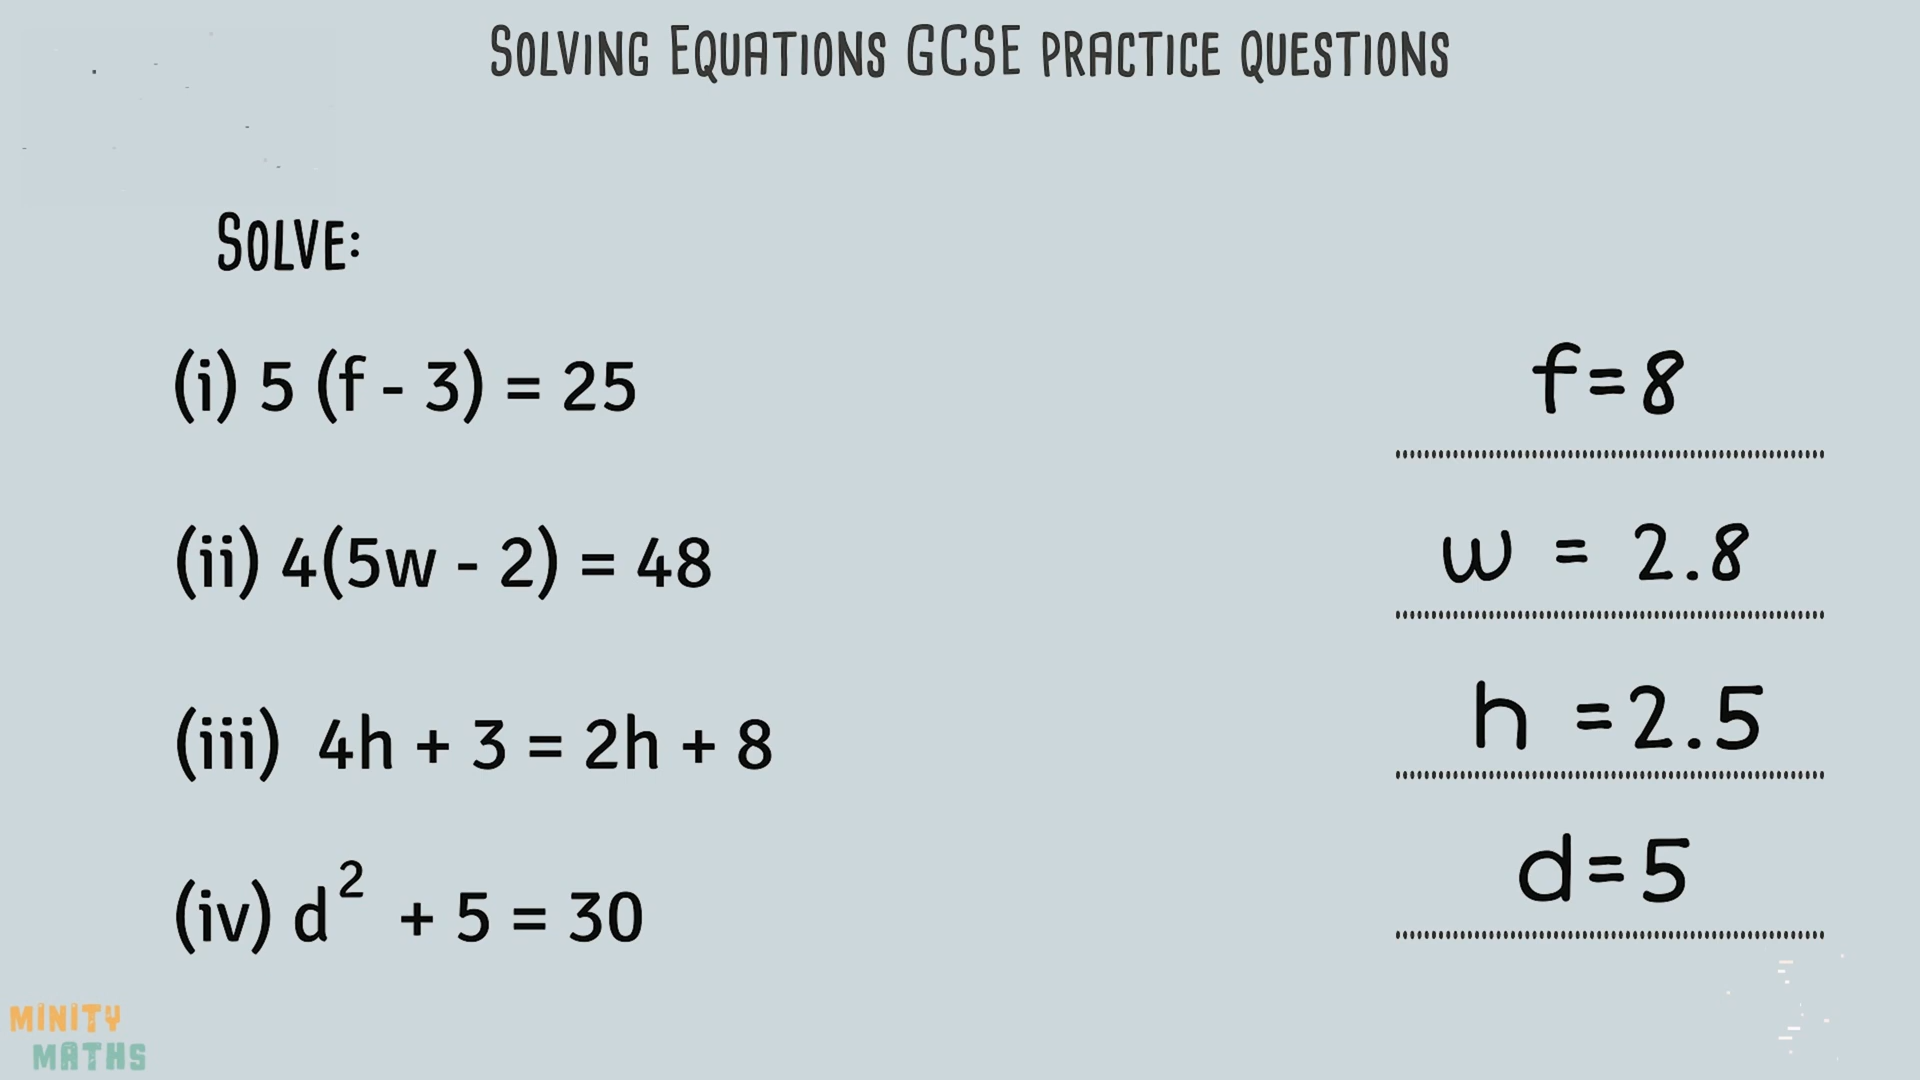 Solving Equations GCSE practice questions
Solve:
(i) 5 (f - 3) = 25
f=8
(ii) 4(5w - 2) = 48
w = 2.8
(iii) 4h + 3 = 2h + 8
h =2.5
(iv) d² + 5 = 30
d=5
MINITY
MATHS